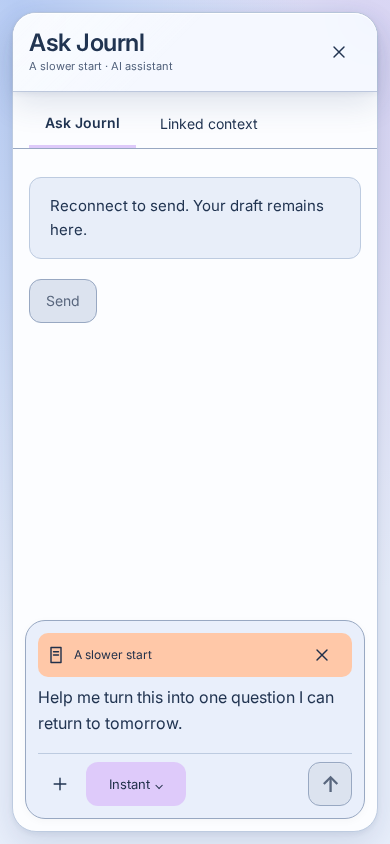 Ask Journl
A slower start · AI assistant
Ask Journl
Linked context
Reconnect to send. Your draft remains
here.
Send
A slower start
Help me turn this into one question I can
return to tomorrow.
Instant